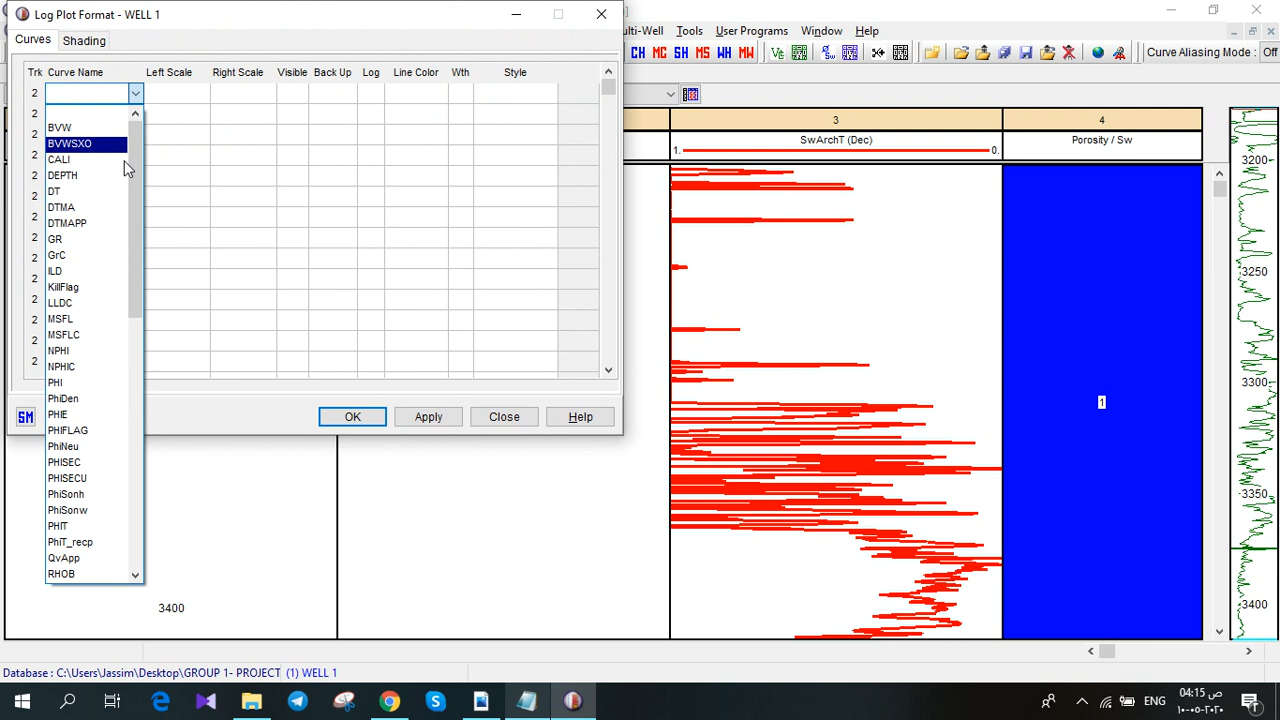 Log Plot Format - WELL 1
ulti-Well Tools User Programs Window Help
Curves Shading
CH MC SH MS WH MW
Curve Aliasing Mode : Off
Trk Curve Name Left Scale Right Scale Visible Back Up Log Line Color Wth Style
2
2
2
2
2
2
2
2
2
2
2
2
2
2
BVW
BVWSXO
CALI
DEPTH
DT
DTMA
DTMAPP
GR
GrC
ILD
KillFlag
LLDC
MSFL
MSFLC
NPHI
NPHIC
PHI
PhiDen
PHIE
PHIFLAG
PhiNeu
PHISEC
PHISECU
PhiSonh
PhiSonw
PHIT
PhiT_recp
QvApp
RHOB
SM OK Apply Close Help
3 4
SwArchT (Dec) Porosity / Sw
1. 0.
1
3200
3250
3300
3350
3400
3400
Database : C:\Users\Jassim\Desktop\GROUP 1- PROJECT (1) WELL 1
ENG
04:15 ص